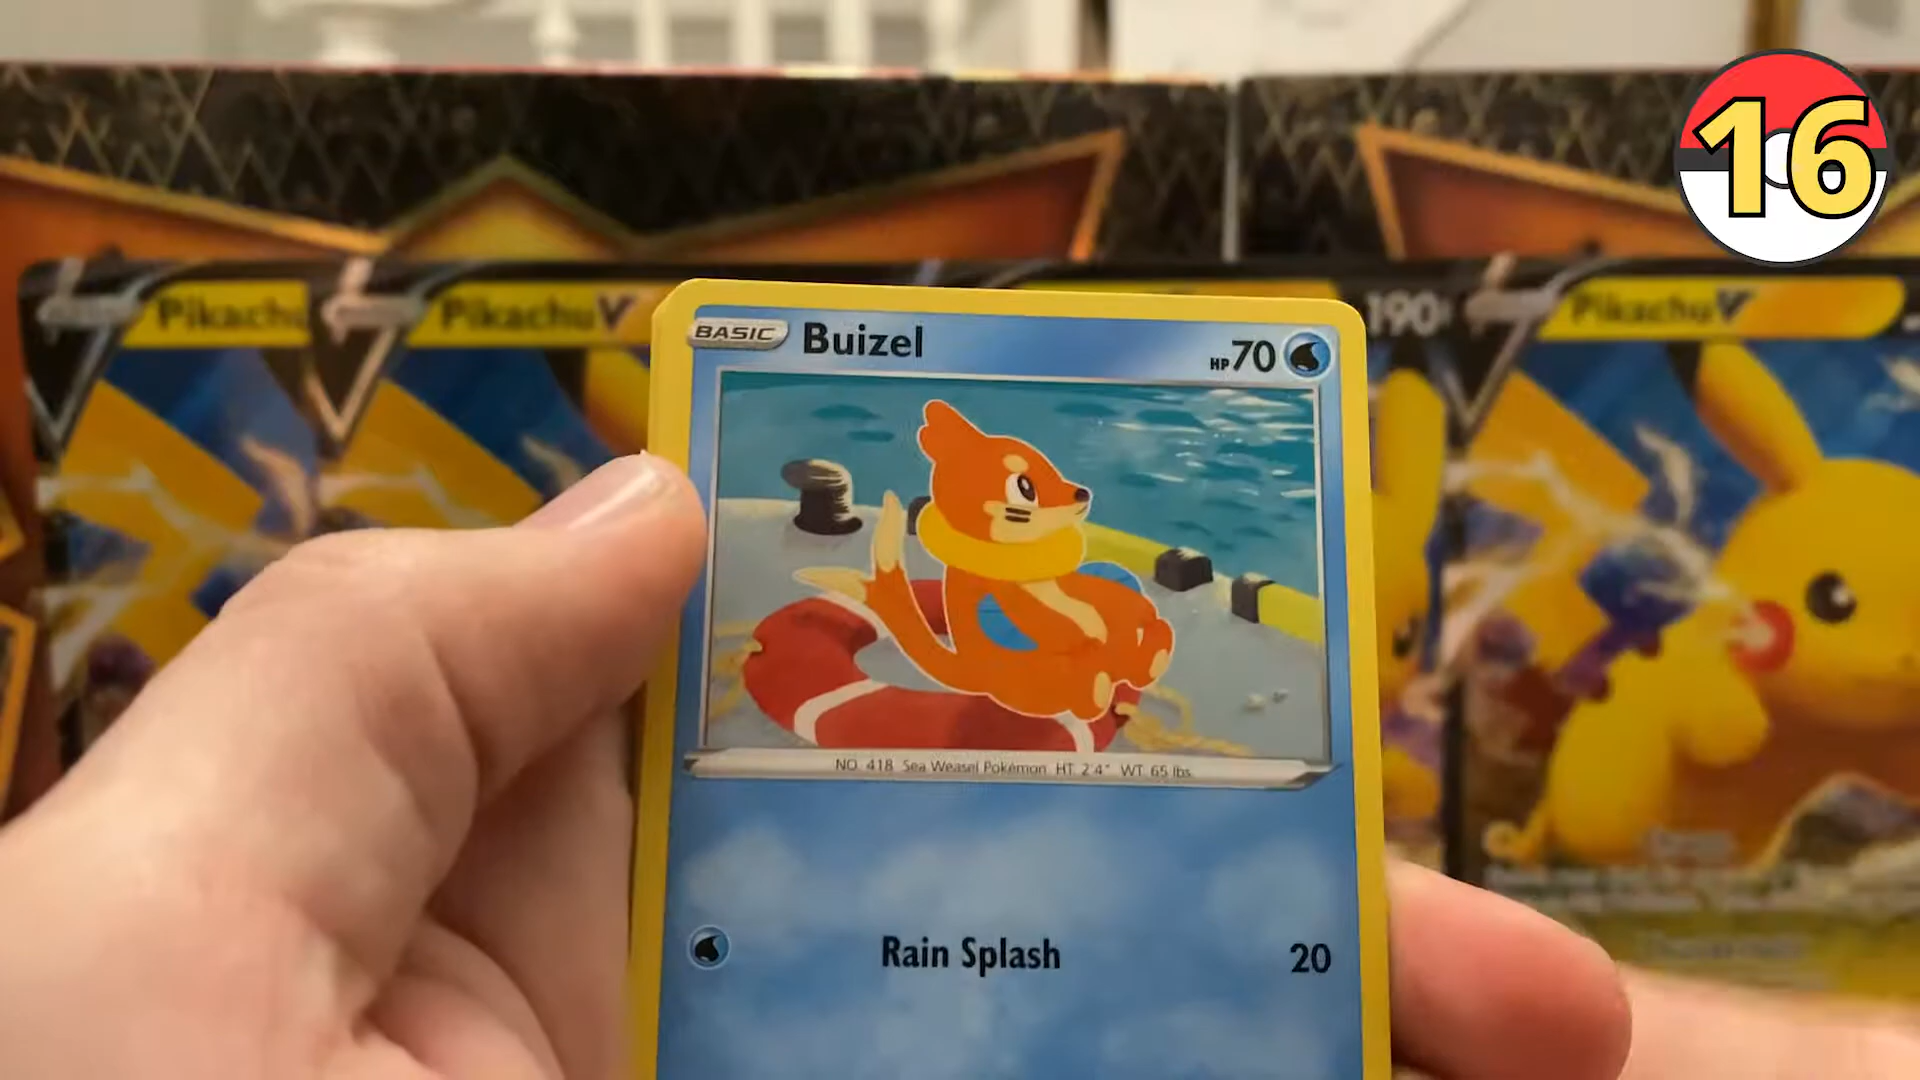 16
Pikachu
PikachuV
190
PikachuV
BASIC Buizel HP70
NO. 418 Sea Weasel Pokémon HT. 2'4" WT. 65 lbs.
Rain Splash 20